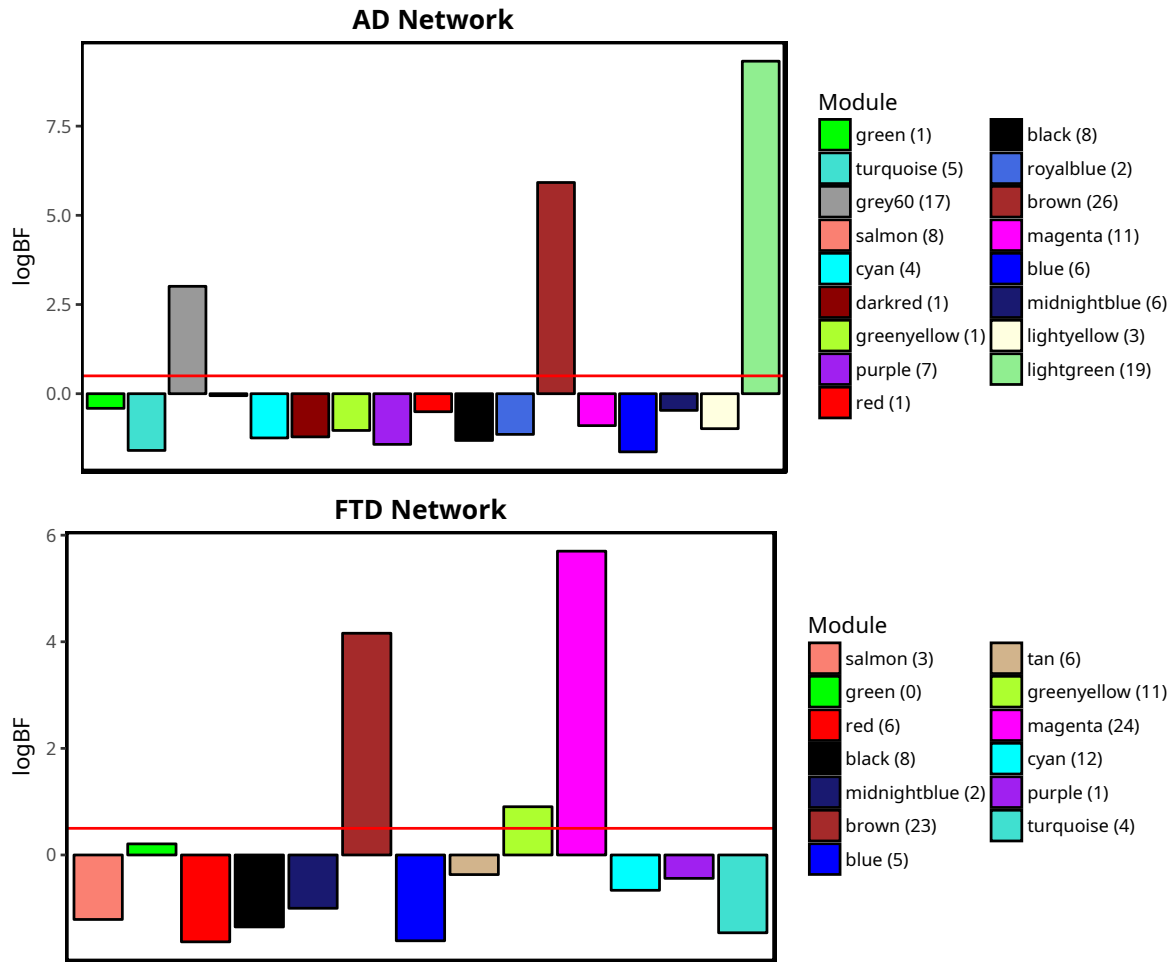 AD Network
logBF
7.5
5.0
2.5
0.0
Module
green (1)
turquoise (5)
grey60 (17)
salmon (8)
cyan (4)
darkred (1)
greenyellow (1)
purple (7)
red (1)
black (8)
royalblue (2)
brown (26)
magenta (11)
blue (6)
midnightblue (6)
lightyellow (3)
lightgreen (19)
FTD Network
logBF
6
4
2
0
Module
salmon (3)
green (0)
red (6)
black (8)
midnightblue (2)
brown (23)
blue (5)
tan (6)
greenyellow (11)
magenta (24)
cyan (12)
purple (1)
turquoise (4)